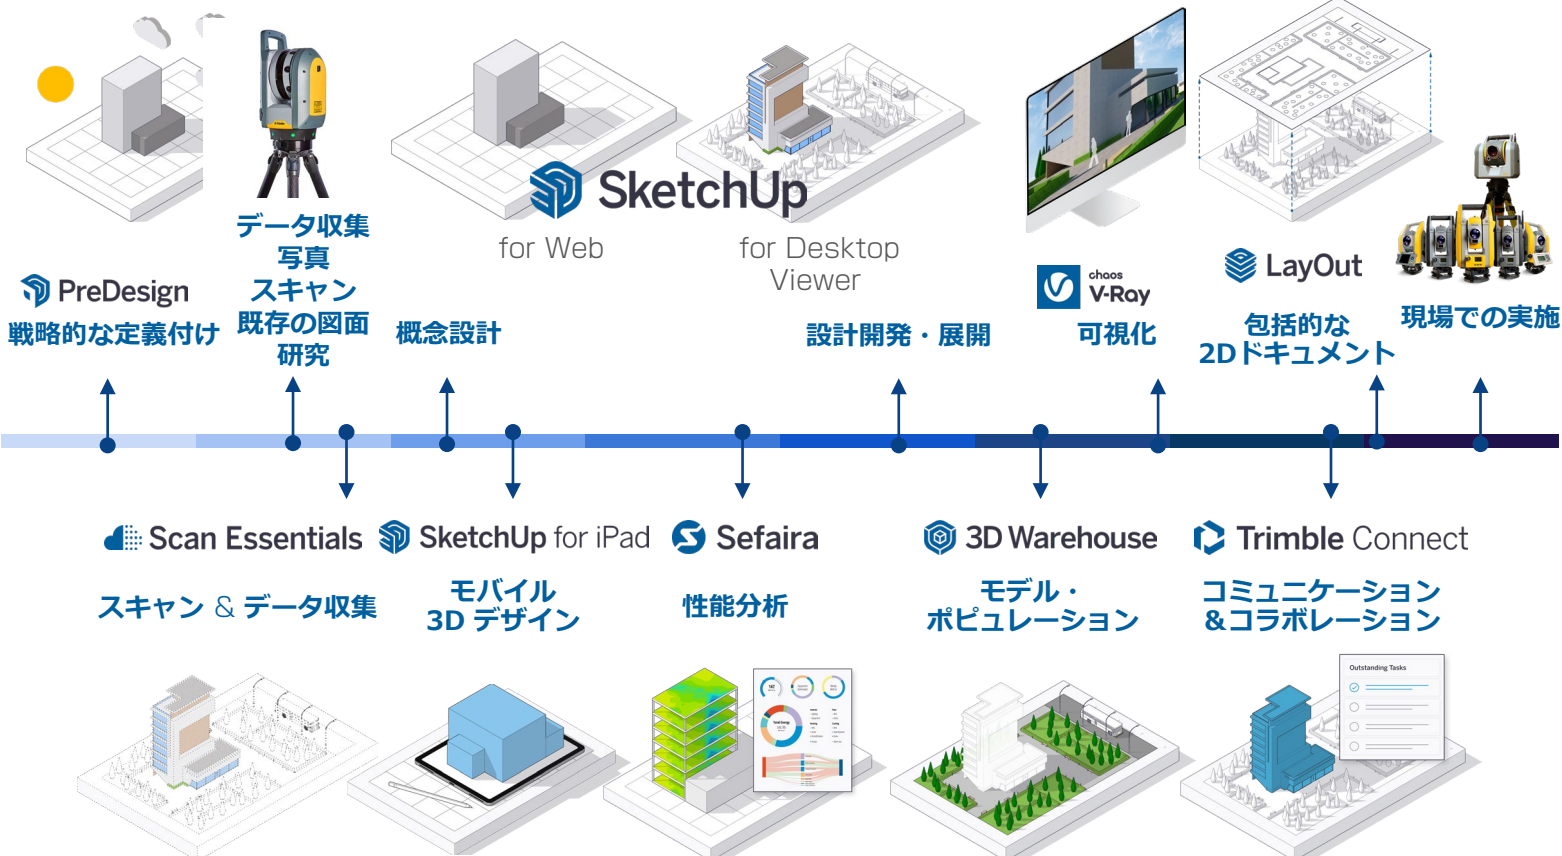 PreDesign
戦略的な定義付け
データ収集
写真
スキャン
既存の図面
研究
SketchUp
for Web
for Desktop
Viewer
概念設計
設計開発・展開
chaos
V-Ray
可視化
LayOut
包括的な
2Dドキュメント
現場での実施
Scan Essentials
スキャン & データ収集
SketchUp for iPad
モバイル
3D デザイン
Sefaira
性能分析
3D Warehouse
モデル・
ポピュレーション
Trimble Connect
コミュニケーション
&コラボレーション
Total Energy
Outstanding Tasks